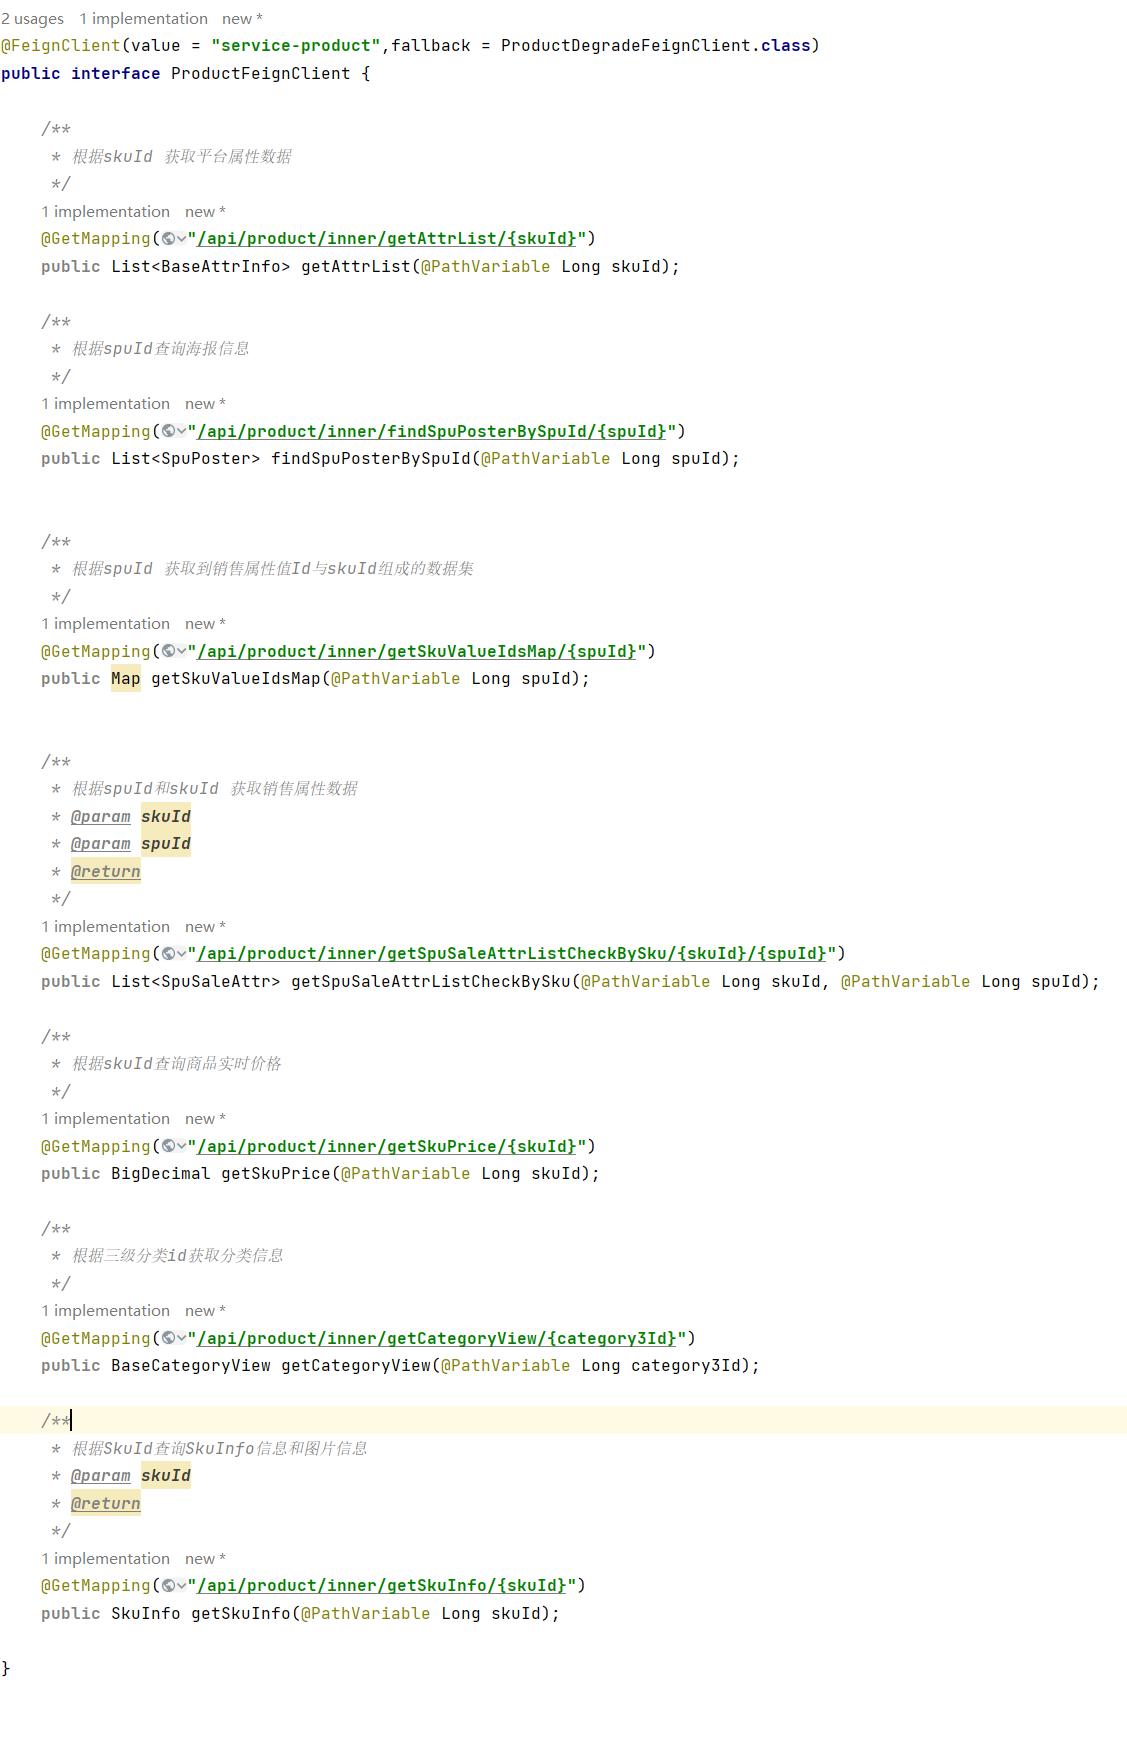 2 usages 1 implementation new *
@FeignClient(value = "service-product",fallback = ProductDegradeFeignClient.class)
public interface ProductFeignClient {
/**
* 根据skuId 获取平台属性数据
*/
1 implementation new *
@GetMapping("/api/product/inner/getAttrList/{skuId}")
public List<BaseAttrInfo> getAttrList(@PathVariable Long skuId);
/**
* 根据spuId查询海报信息
*/
1 implementation new *
@GetMapping("/api/product/inner/findSpuPosterBySpuId/{spuId}")
public List<SpuPoster> findSpuPosterBySpuId(@PathVariable Long spuId);
/**
* 根据spuId 获取到销售属性值Id与skuId组成的数据集
*/
1 implementation new *
@GetMapping("/api/product/inner/getSkuValueIdsMap/{spuId}")
public Map getSkuValueIdsMap(@PathVariable Long spuId);
/**
* 根据spuId和skuId 获取销售属性数据
* @param skuId
* @param spuId
* @return
*/
1 implementation new *
@GetMapping("/api/product/inner/getSpuSaleAttrListCheckBySku/{skuId}/{spuId}")
public List<SpuSaleAttr> getSpuSaleAttrListCheckBySku(@PathVariable Long skuId, @PathVariable Long spuId);
/**
* 根据skuId查询商品实时价格
*/
1 implementation new *
@GetMapping("/api/product/inner/getSkuPrice/{skuId}")
public BigDecimal getSkuPrice(@PathVariable Long skuId);
/**
* 根据三级分类id获取分类信息
*/
1 implementation new *
@GetMapping("/api/product/inner/getCategoryView/{category3Id}")
public BaseCategoryView getCategoryView(@PathVariable Long category3Id);
/**
* 根据SkuId查询SkuInfo信息和图片信息
* @param skuId
* @return
*/
1 implementation new *
@GetMapping("/api/product/inner/getSkuInfo/{skuId}")
public SkuInfo getSkuInfo(@PathVariable Long skuId);
}